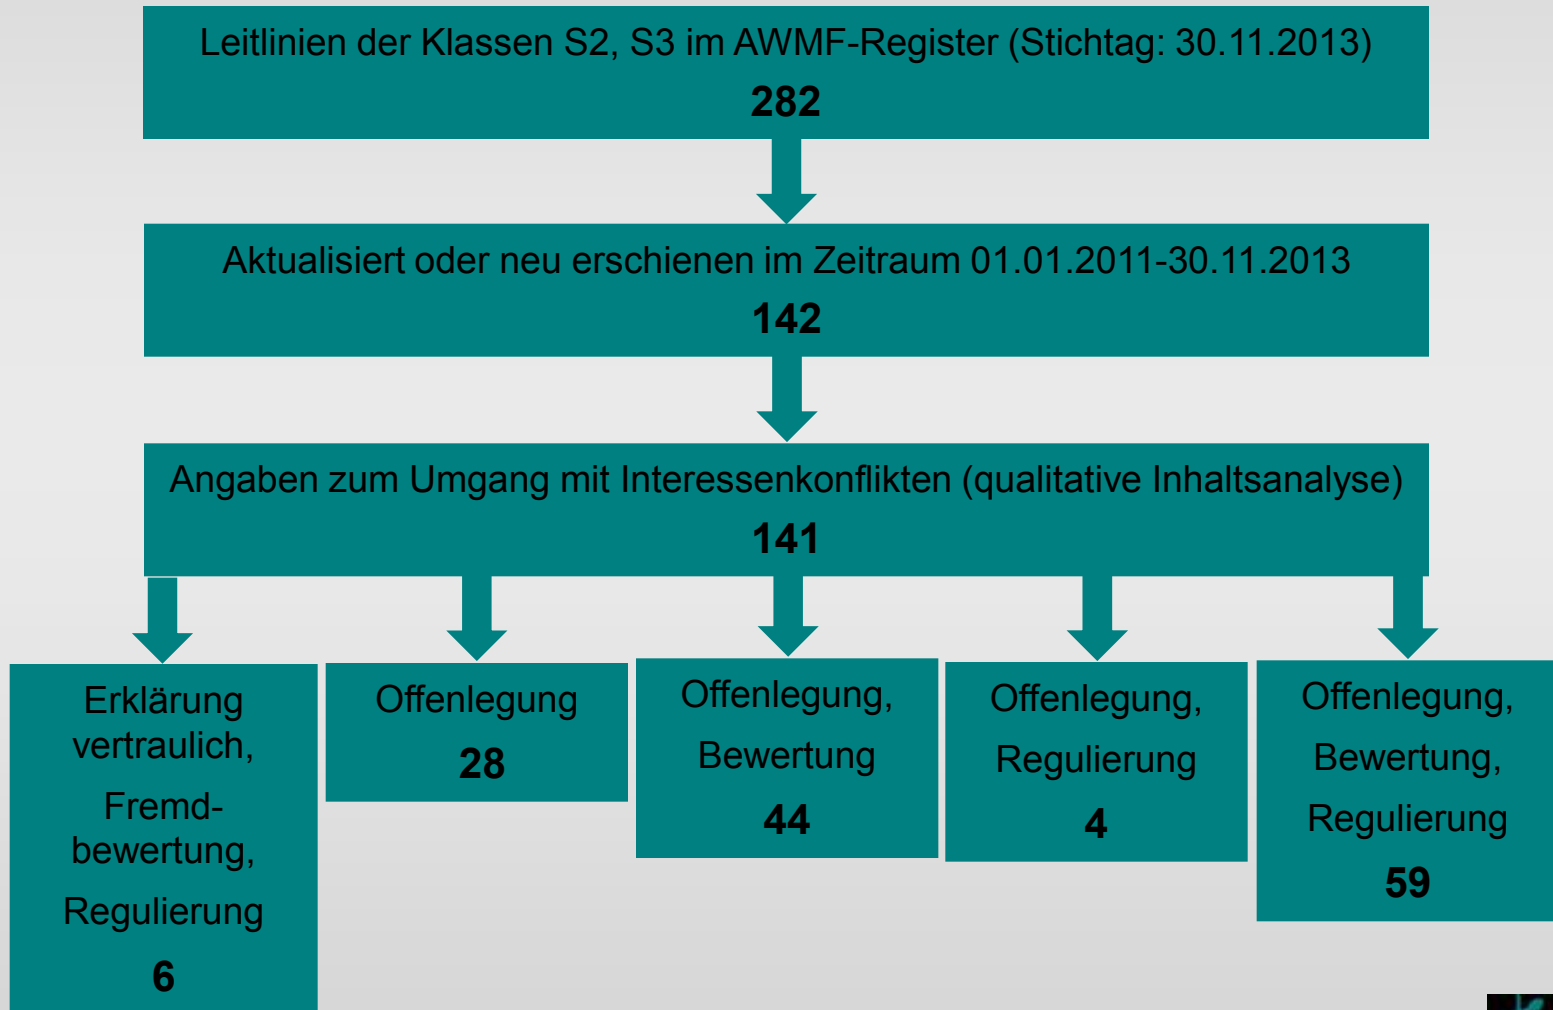 Leitlinien der Klassen S2, S3 im AWMF-Register (Stichtag: 30.11.2013)
282
Aktualisiert oder neu erschienen im Zeitraum 01.01.2011-30.11.2013
142
Angaben zum Umgang mit Interessenkonflikten (qualitative Inhaltsanalyse)
141
Erklärung
vertraulich,
Fremd-
bewertung,
Regulierung
6
Offenlegung
28
Offenlegung,
Bewertung
44
Offenlegung,
Regulierung
4
Offenlegung,
Bewertung,
Regulierung
59